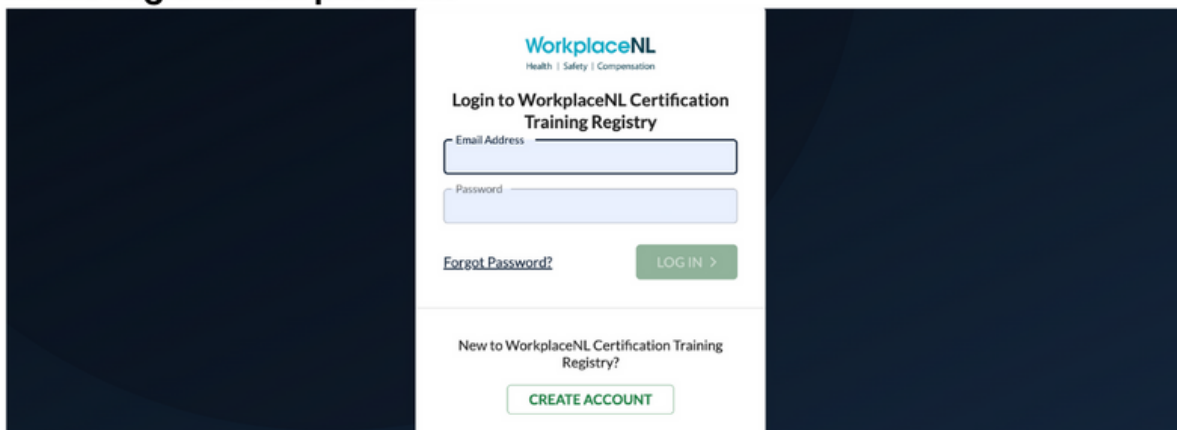 WorkplaceNL
Health | Safety | Compensation
Login to WorkplaceNL Certification
Training Registry
Email Address
Password
Forgot Password?
LOG IN >
New to WorkplaceNL Certification Training
Registry?
CREATE ACCOUNT